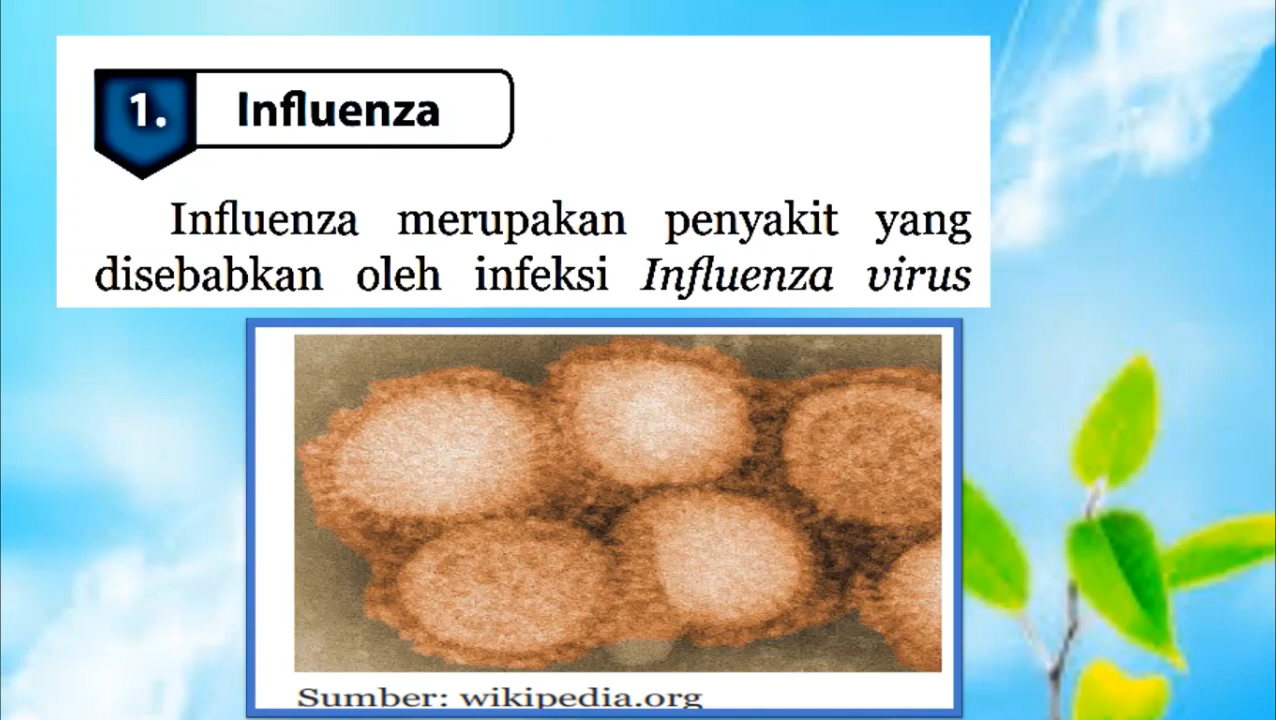 1. Influenza
Influenza merupakan penyakit yang
disebabkan oleh infeksi Influenza virus
Sumber: wikipedia.org